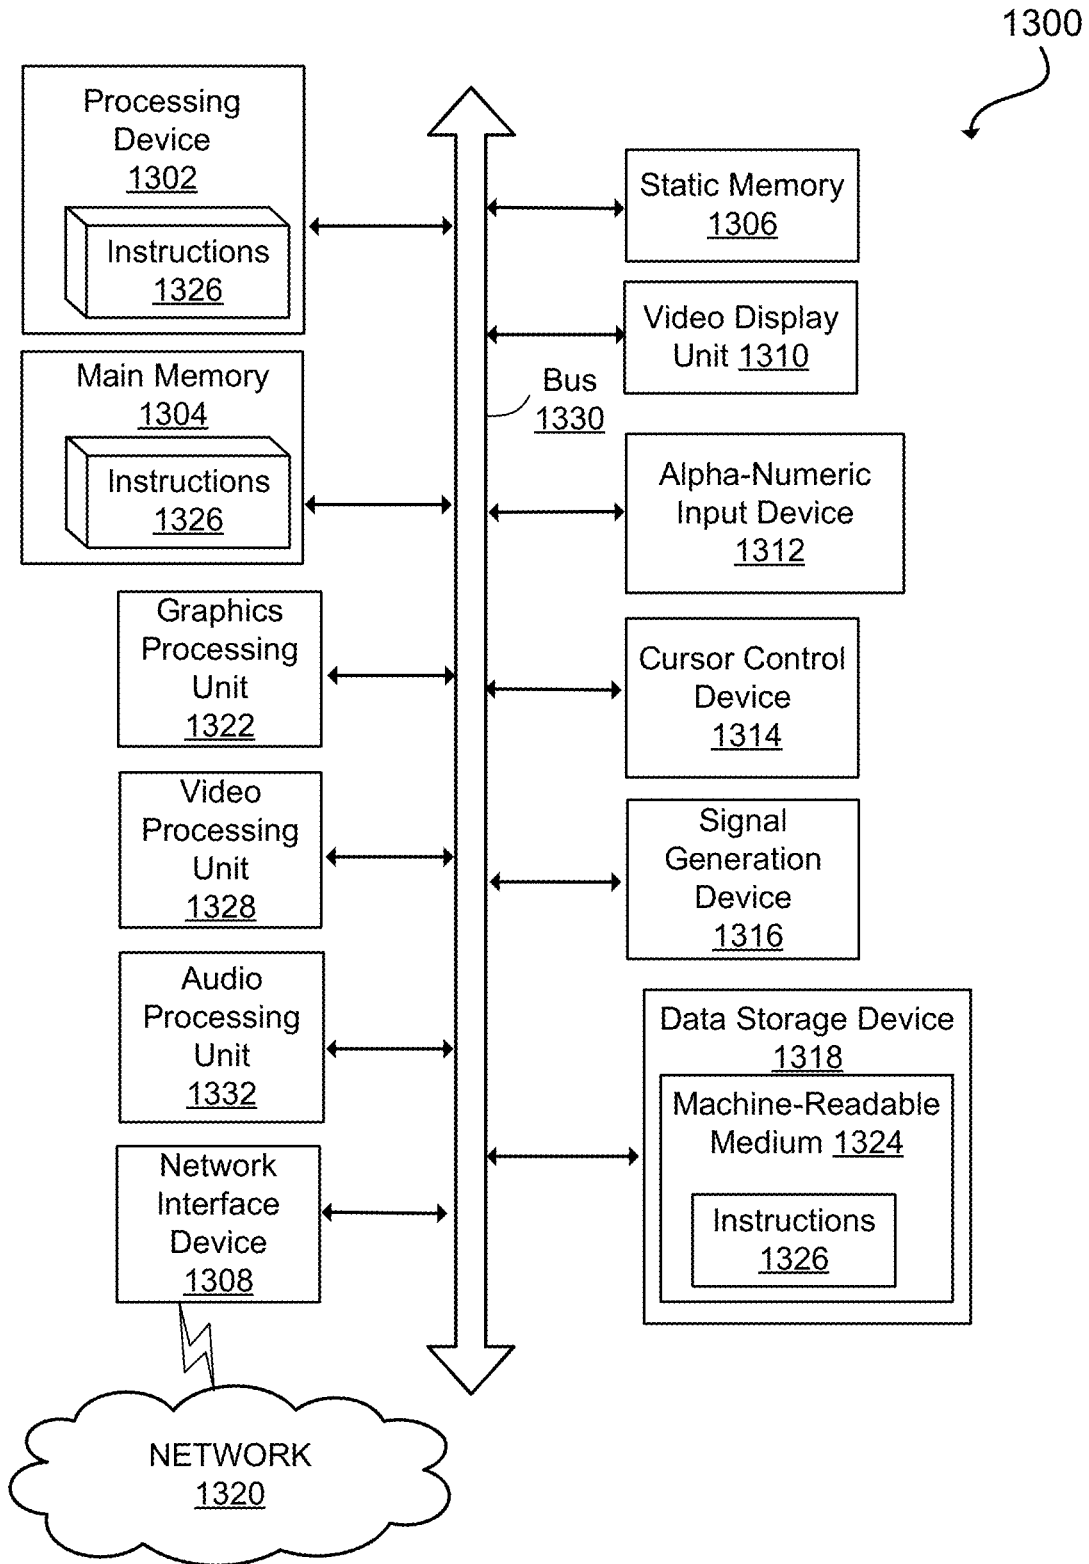 1300
Processing
Device
1302
Instructions
1326
Main Memory
1304
Instructions
1326
Graphics
Processing
Unit
1322
Video
Processing
Unit
1328
Audio
Processing
Unit
1332
Network
Interface
Device
1308
NETWORK
1320
Bus
1330
Static Memory
1306
Video Display
Unit 1310
Alpha-Numeric
Input Device
1312
Cursor Control
Device
1314
Signal
Generation
Device
1316
Data Storage Device
1318
Machine-Readable
Medium 1324
Instructions
1326